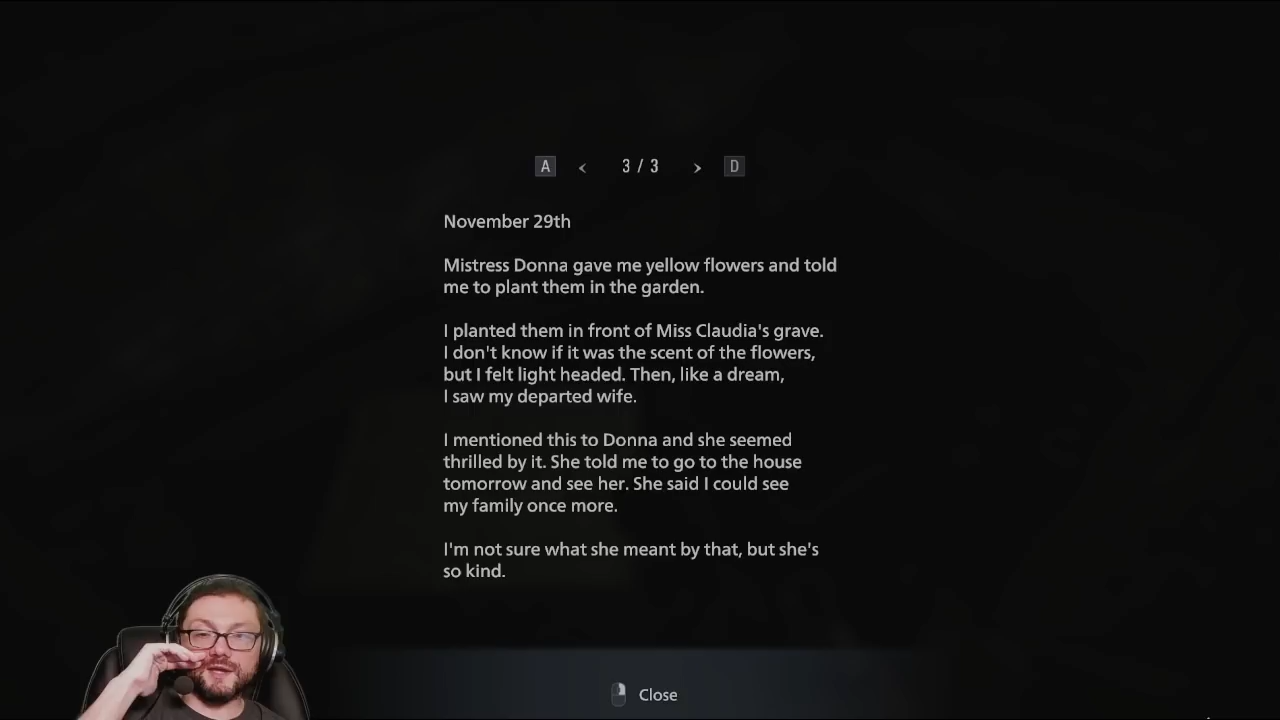 A < 3 / 3 > D
November 29th
Mistress Donna gave me yellow flowers and told
me to plant them in the garden.
I planted them in front of Miss Claudia's grave.
I don't know if it was the scent of the flowers,
but I felt light headed. Then, like a dream,
I saw my departed wife.
I mentioned this to Donna and she seemed
thrilled by it. She told me to go to the house
tomorrow and see her. She said I could see
my family once more.
I'm not sure what she meant by that, but she's
so kind.
Close